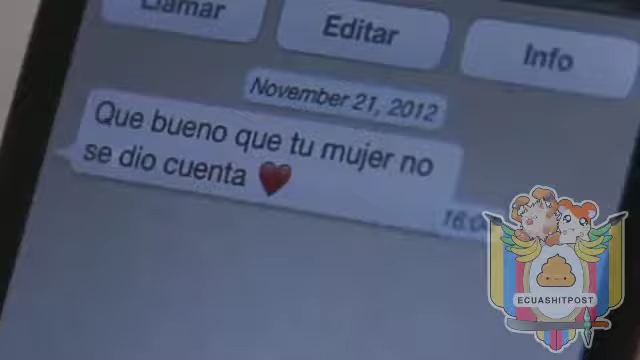 Llamar
Editar
Info
November 21, 2012
Que bueno que tu mujer no
se dio cuenta ❤
ECUASHITPOST